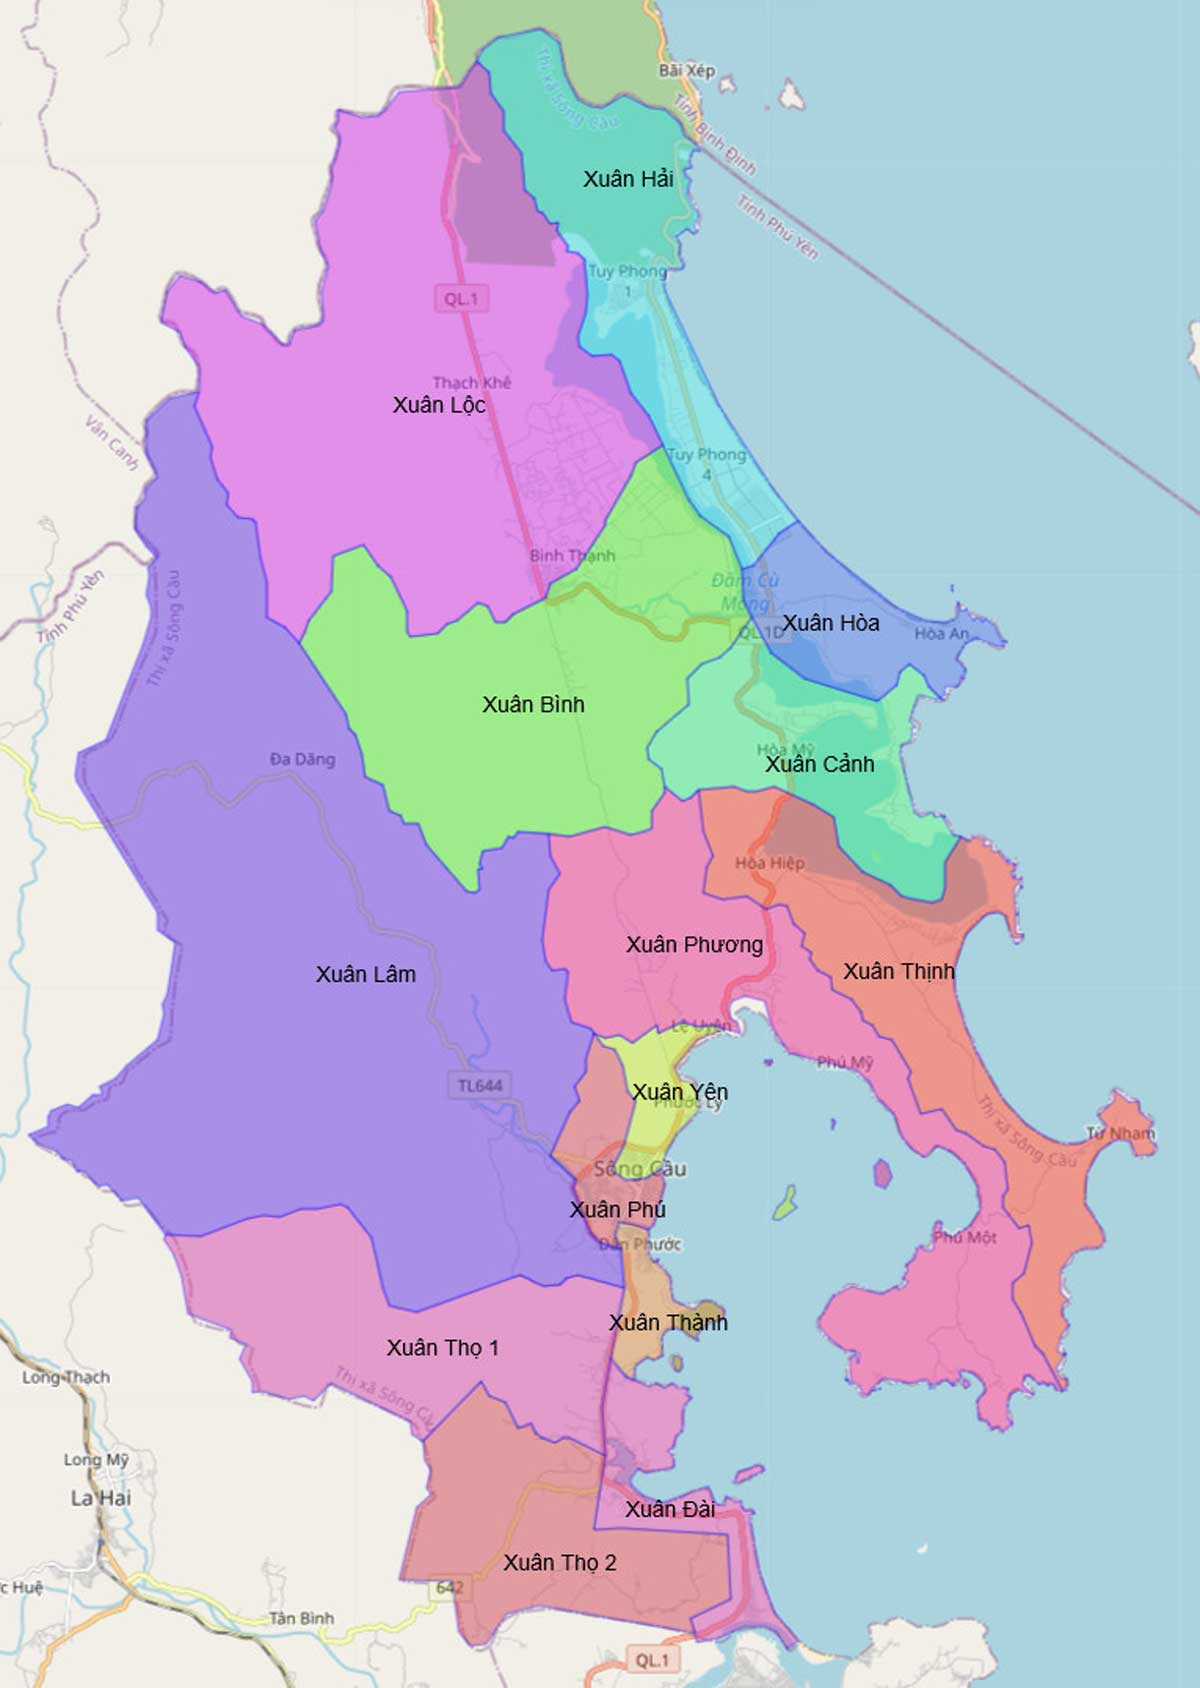 Bãi Xép
Thị xã Sông Cầu
Tỉnh Bình Định
Tỉnh Phú Yên
Xuân Hải
Tuy Phong
1
QL.1
Thạch Khê
Xuân Lộc
Vân Canh
Tuy Phong
4
Bình Thạnh
Đầm Cù
Mông
Tỉnh Phú Yên
Thị xã Sông Cầu
QL.1D
Xuân Hòa
Hòa An
Xuân Bình
Hòa Mỹ
Xuân Cảnh
Đa Dăng
Hòa Hiệp
Xuân Phương
Xuân Thịnh
Xuân Lâm
Lệ Uyên
Phú Mỹ
TL644
Xuân Yên
Phước Lý
Thị xã Sông Cầu
Từ Nham
Sông Cầu
Xuân Phú
Dân Phước
Phú Một
Xuân Thành
Xuân Thọ 1
Long Thạch
Thị xã Sông Cầ
Long Mỹ
La Hai
Xuân Đài
Xuân Thọ 2
c Huệ
642
Tân Bình
QL.1